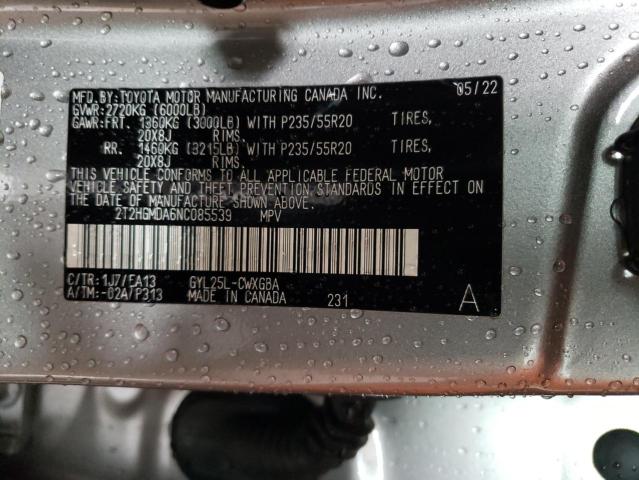 MFD.BY:TOYOTA MOTOR MANUFACTURING CANADA INC. 05/22
GVWR:2720KG (6000LB)
GAWR:FRT. 1360KG (3000LB) WITH P235/55R20 TIRES,
20X8J RIMS,
RR. 1460KG (3215LB) WITH P235/55R20 TIRES,
20X8J RIMS,
THIS VEHICLE CONFORMS TO ALL APPLICABLE FEDERAL MOTOR
VEHICLE SAFETY AND THEFT PREVENTION STANDARDS IN EFFECT
ON THE DATE OF MANUFACTURE SHOWN ABOVE.
2T2HGMDA6NC085539 MPV
C/TR:1J7/EA13 GYL25L-CWXGBA
A/TM:-02A/P313 MADE IN CANADA 231 A